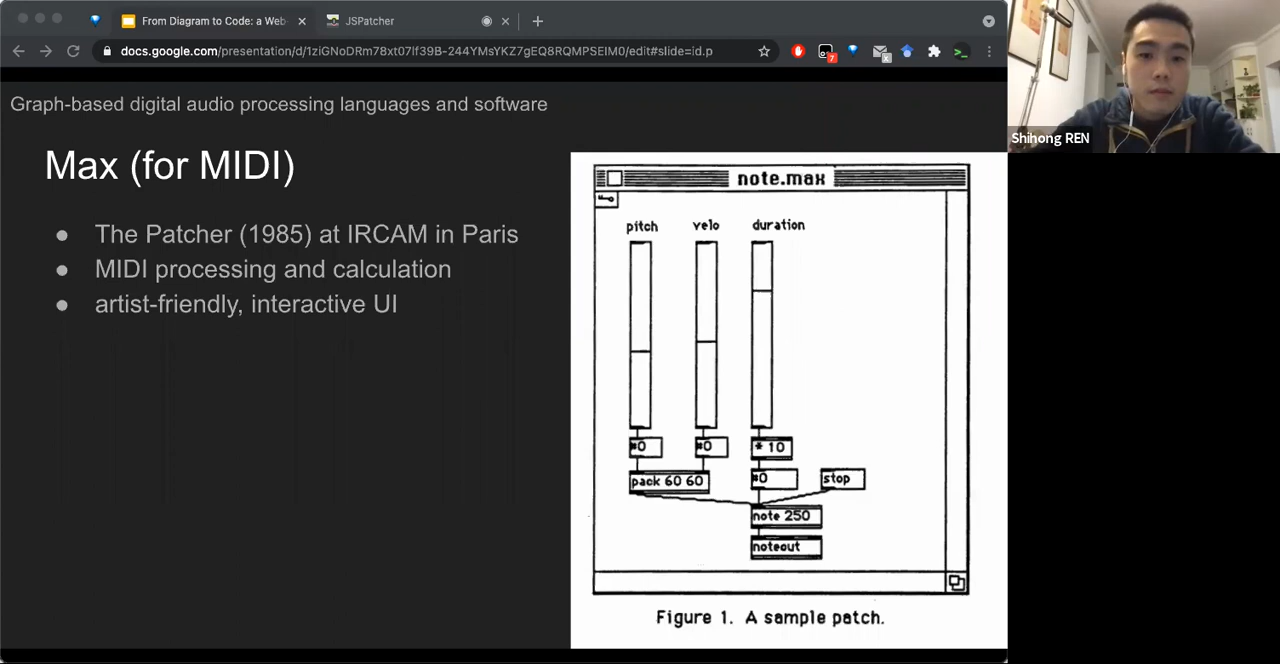 From Diagram to Code: a Web-
JSPatcher
docs.google.com/presentation/d/1ziGNoDRm78xt07lf39B-244YMsYKZ7gEQ8RQMPSEIM0/edit#slide=id.p
7
x
Shihong REN
Graph-based digital audio processing languages and software
Max (for MIDI)
● The Patcher (1985) at IRCAM in Paris
● MIDI processing and calculation
● artist-friendly, interactive UI
note.max
pitch velo duration
* 10
pack 60 60
stop
note 250
noteout
Figure 1. A sample patch.